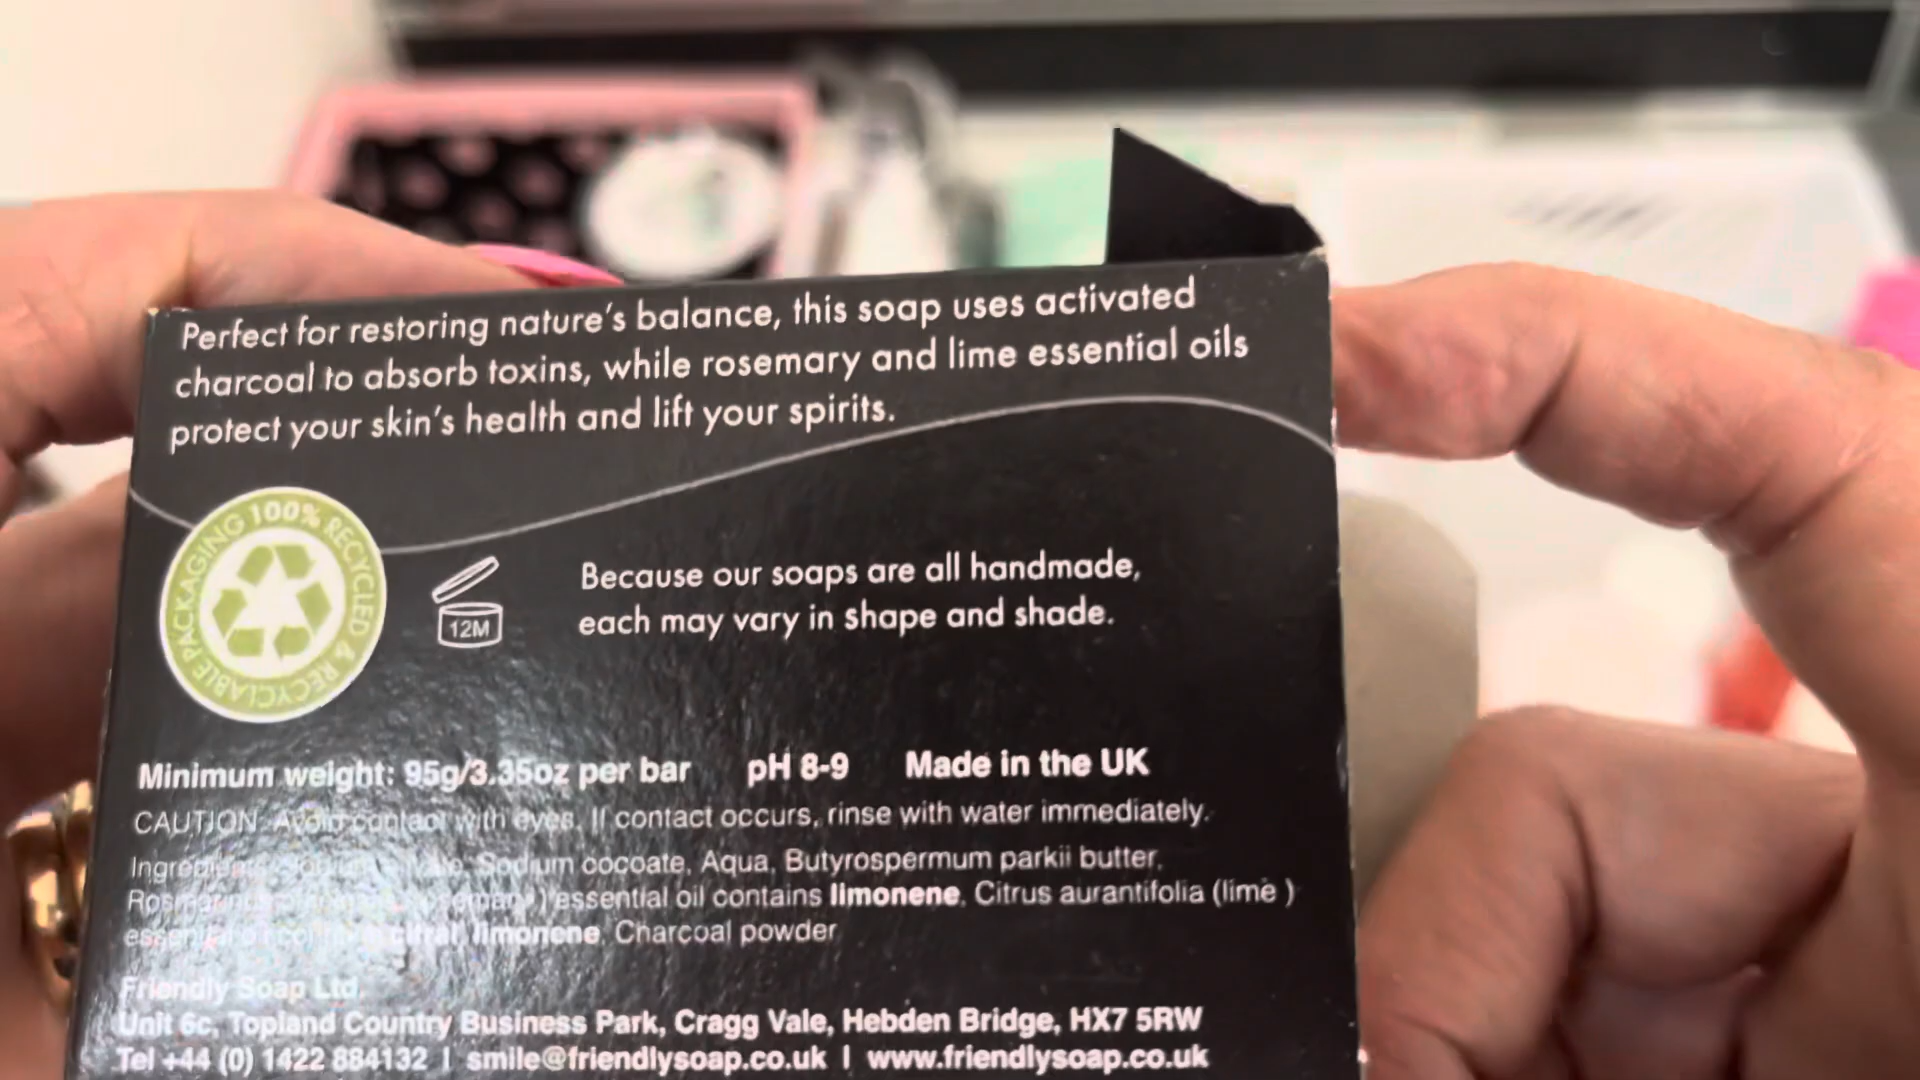 Perfect for restoring nature's balance, this soap uses activated
charcoal to absorb toxins, while rosemary and lime essential oils
protect your skin's health and lift your spirits.
100% RECYCLED & RECYCLABLE PACKAGING
12M
Because our soaps are all handmade,
each may vary in shape and shade.
Minimum weight: 95g/3.35oz per bar pH 8-9 Made in the UK
CAUTION: Avoid contact with eyes. If contact occurs, rinse with water immediately.
Ingredients: Sodium cocoate, Aqua, Butyrospermum parkii butter,
essential oil contains limonene, Citrus aurantifolia (lime )
essential oil citral, limonene, Charcoal powder
Friendly Soap Ltd.
Unit 6c, Topland Country Business Park, Cragg Vale, Hebden Bridge, HX7 5RW
Tel +44 (0) 1422 884132 | smile@friendlysoap.co.uk | www.friendlysoap.co.uk